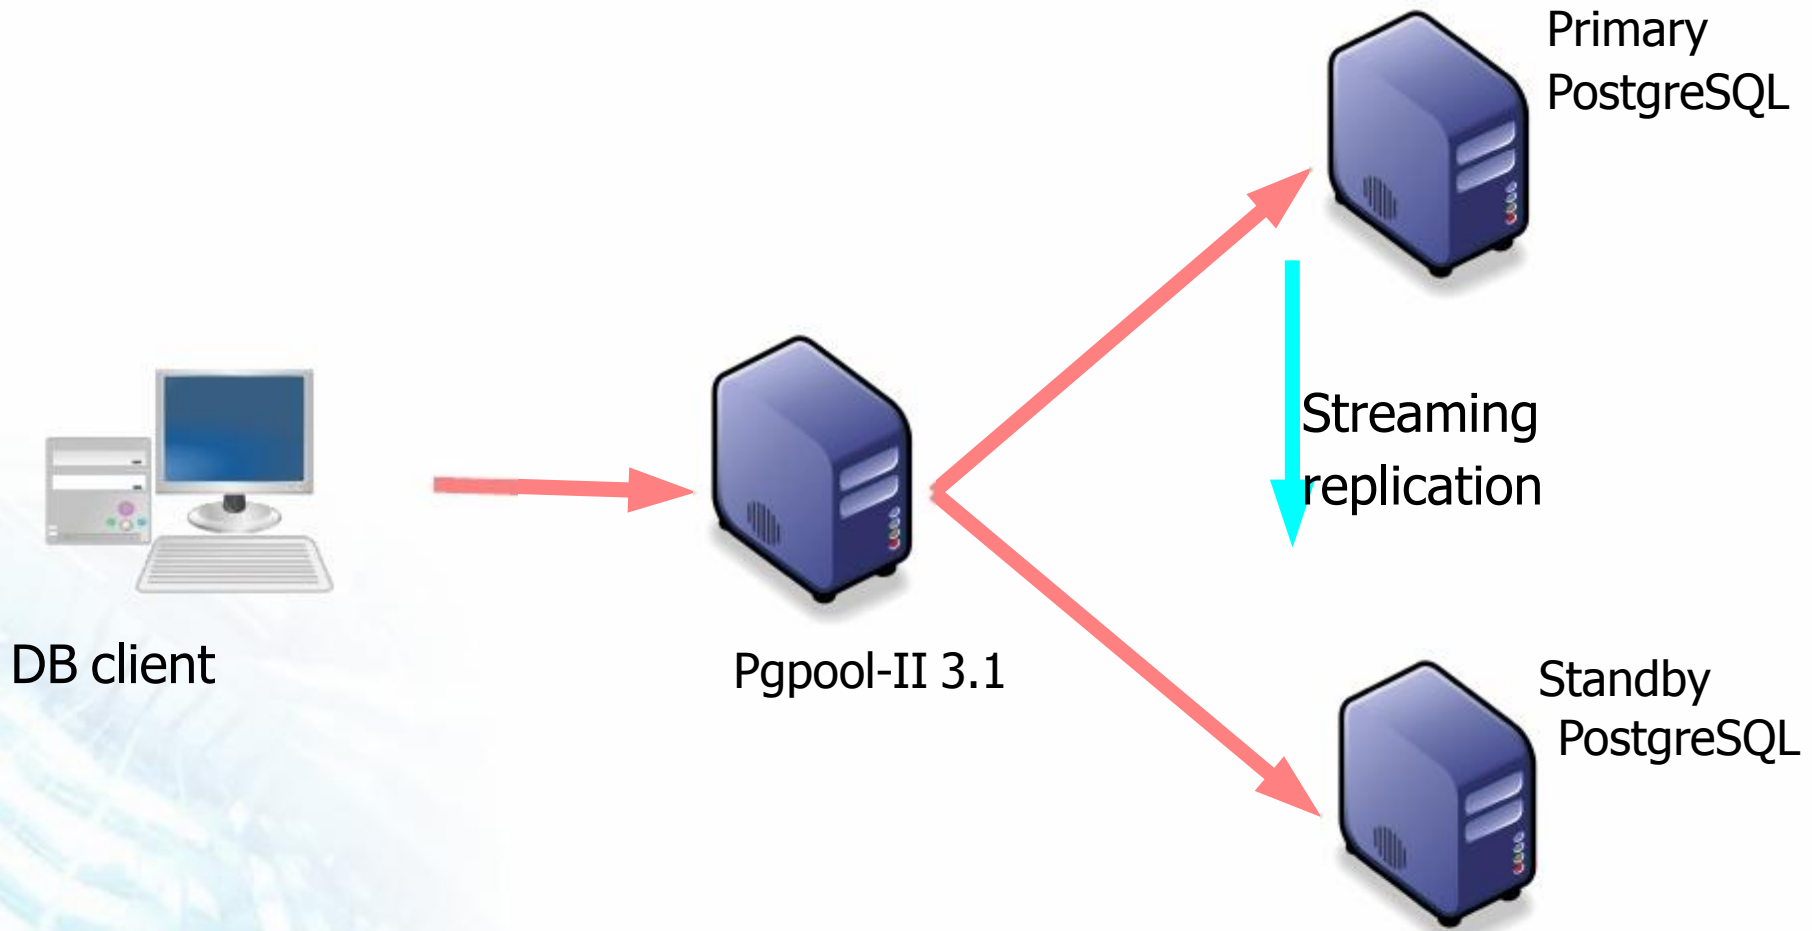 Primary
PostgreSQL
Streaming
replication
DB client
Pgpool-II 3.1
Standby
PostgreSQL